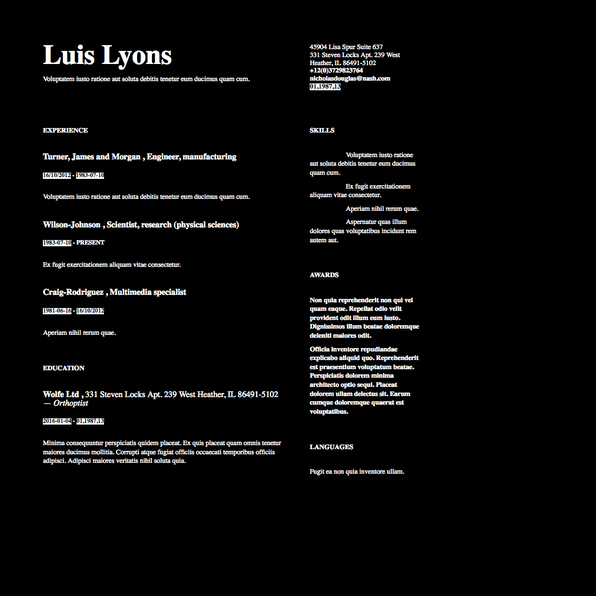 Luis Lyons
Voluptatem iusto ratione aut soluta debitis tenetur eum ducimus quam cum.
45904 Lisa Spur Suite 637
331 Steven Locks Apt. 239 West
Heather, IL 86491-5102
+12(0)3729823764
nicholasdouglas@nash.com
01.1987.13
EXPERIENCE
Turner, James and Morgan , Engineer, manufacturing
16/10/2012 - 1983-07-10
Voluptatem iusto ratione aut soluta debitis tenetur eum ducimus quam cum.
Wilson-Johnson , Scientist, research (physical sciences)
1983-07-10 - PRESENT
Ex fugit exercitationem aliquam vitae consectetur.
Craig-Rodriguez , Multimedia specialist
1981-06-16 - 16/10/2012
Aperiam nihil rerum quae.
EDUCATION
Wolfe Ltd , 331 Steven Locks Apt. 239 West Heather, IL 86491-5102
— Orthoptist
2016-01-04 - 01.1987.13
Minima consequuntur perspiciatis quidem placeat. Ex quis placeat quam omnis tenetur
maiores ducimus mollitia. Corrupti atque fugiat officiis occaecati temporibus officiis
adipisci. Adipisci maiores veritatis nihil soluta quia.
SKILLS
Voluptatem iusto ratione
aut soluta debitis tenetur eum ducimus
quam cum.
Ex fugit exercitationem
aliquam vitae consectetur.
Aperiam nihil rerum quae.
Aspernatur quas illum
dolores quas voluptatibus incidunt rem
autem aut.
AWARDS
Non quia reprehenderit non qui vel
quam eaque. Repellat odio velit
provident odit illum eum iusto.
Dignissimos illum beatae doloremque
deleniti maiores odit.
Officia inventore repudiandae
explicabo aliquid quo. Reprehenderit
est praesentium voluptatum beatae.
Perspiciatis dolorem minima
architecto optio sequi. Placeat
dolorem ullam delectus sit. Earum
cumque doloremque quaerat est
voluptatibus.
LANGUAGES
Fugit ea non quia inventore ullam.